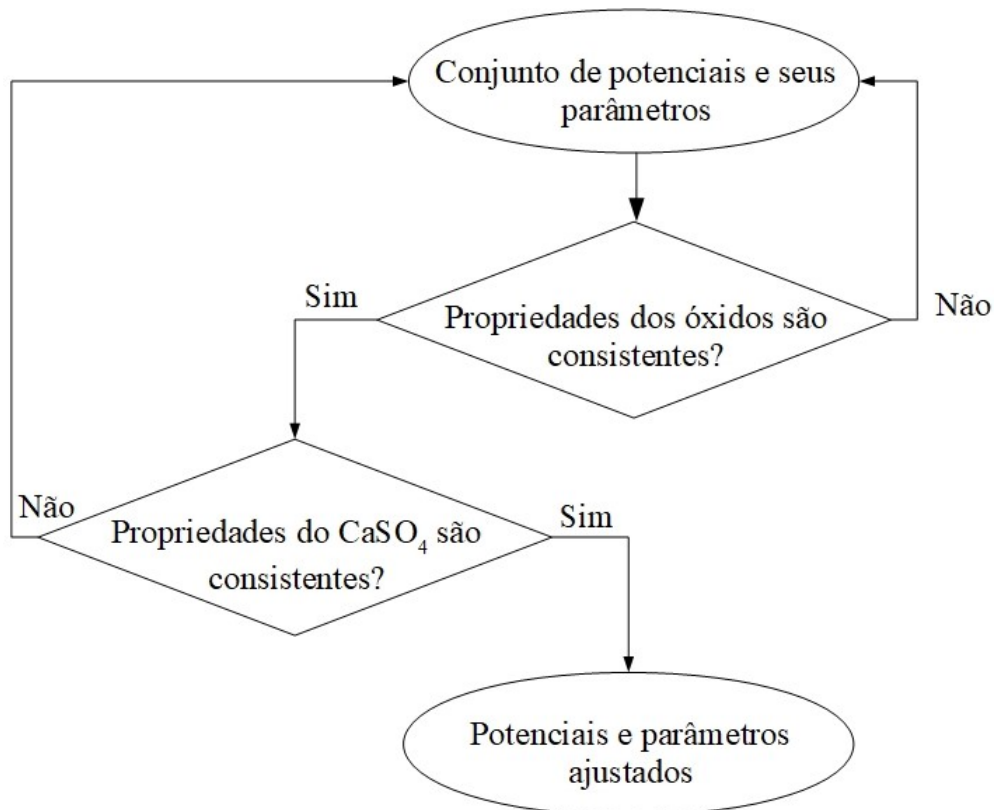 Conjunto de potenciais e seus
parâmetros
Sim
Não
Propriedades dos óxidos são
consistentes?
Não
Sim
Propriedades do CaSO₄ são
consistentes?
Potenciais e parâmetros
ajustados